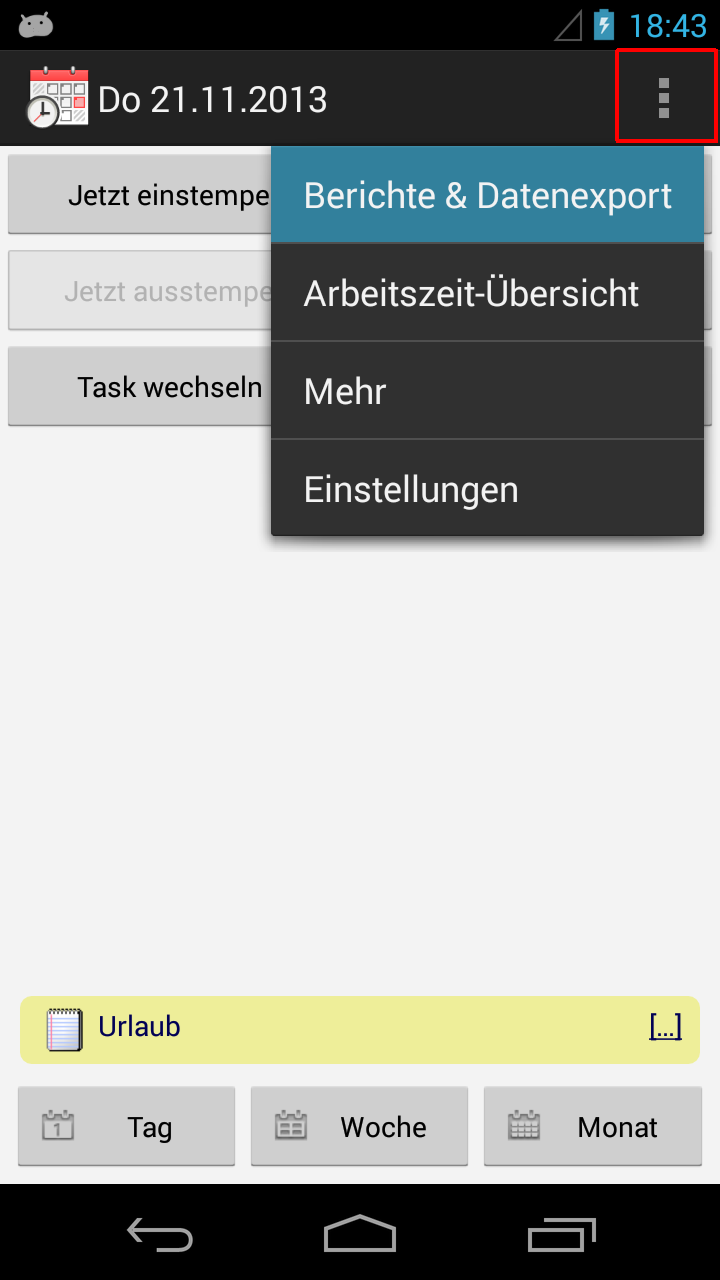 18:43
Do 21.11.2013
Jetzt einstempe
Berichte & Datenexport
Jetzt ausstempe
Arbeitszeit-Übersicht
Task wechseln
Mehr
Einstellungen
Urlaub [...]
1 Tag Woche Monat